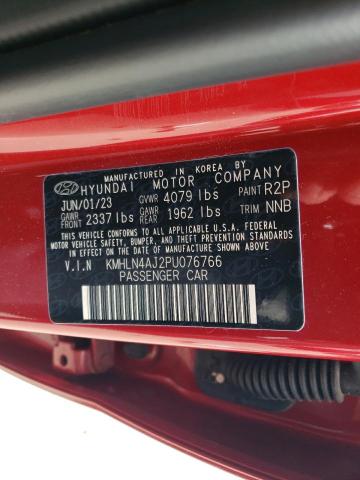 MANUFACTURED IN KOREA BY
HYUNDAI MOTOR COMPANY
JUN/01/23 GVWR 4079 lbs PAINT R2P
GAWR FRONT 2337 lbs GAWR REAR 1962 lbs TRIM NNB
THIS VEHICLE CONFORMS TO ALL APPLICABLE
U.S. FEDERAL MOTOR VEHICLE SAFETY, BUMPER,
AND THEFT PREVENTION STANDARDS IN EFFECT
ON THE DATE OF MANUFACTURE SHOWN ABOVE.
V.I.N KMHLN4AJ2PU076766
PASSENGER CAR